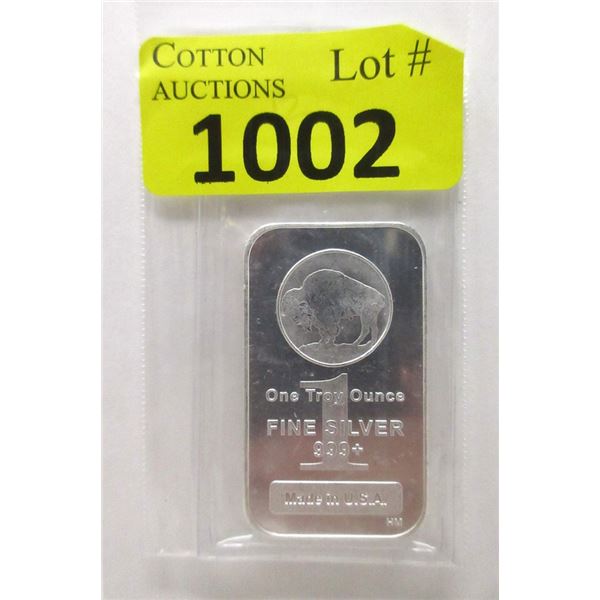 COTTON
AUCTIONS
Lot #
1002
1
One Troy Ounce
FINE SILVER
999+
Made in U.S.A.
HM